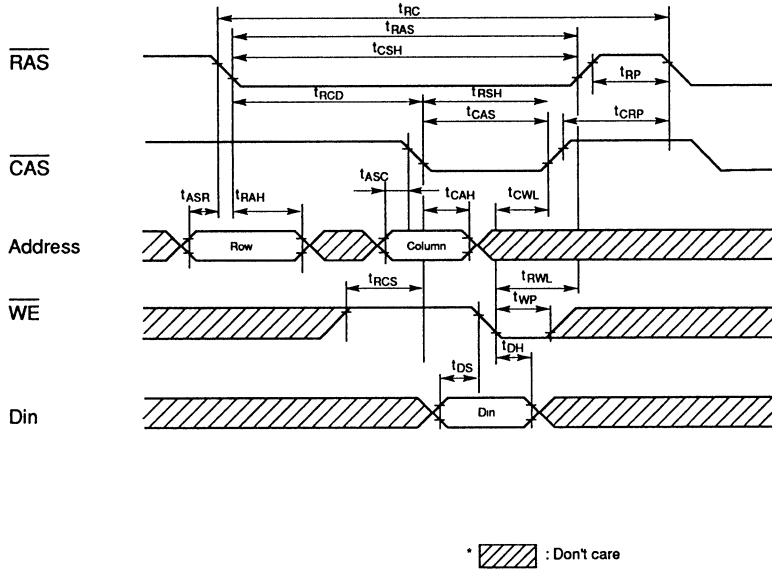 tRC
tRAS
RAS
tCSH
tRP
tRCD
tRSH
tCAS
tCRP
CAS
tASC
tASR
tRAH
tCAH
tCWL
Address
Row
Column
tRCS
tRWL
WE
tWP
tDH
tDS
Din
Din
* : Don't care